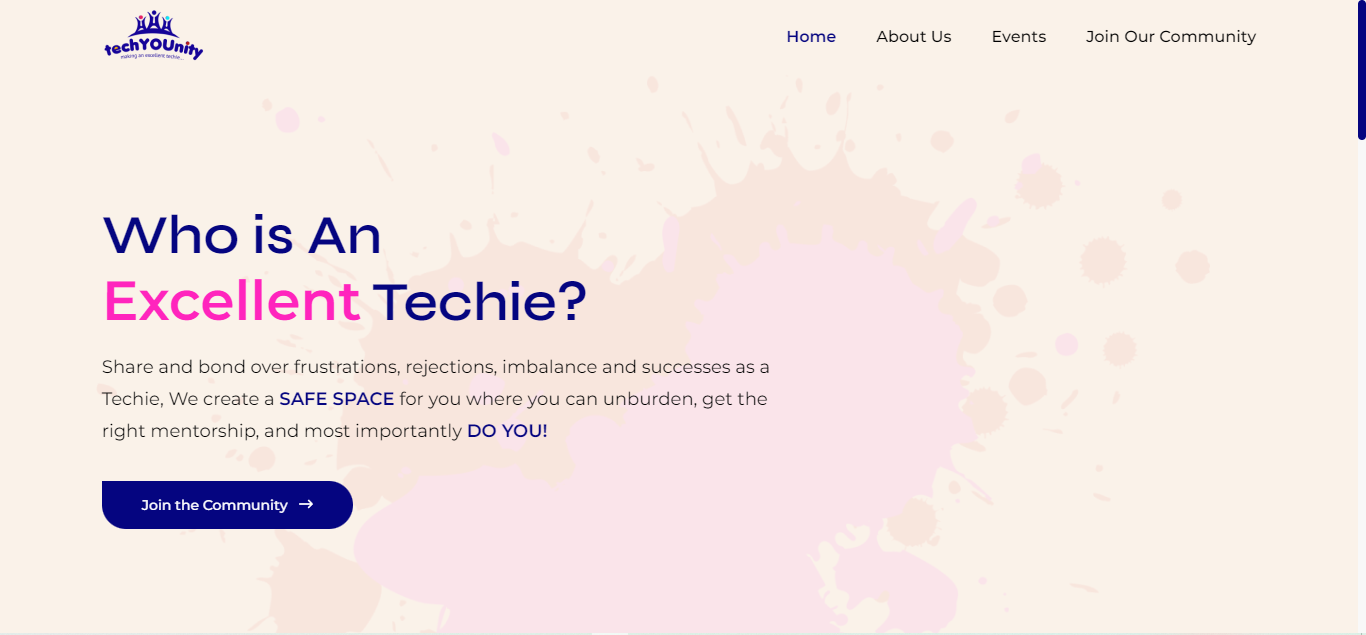 techYOUnity
making an excellent techie...
Home About Us Events Join Our Community
Who is An
Excellent Techie?
Share and bond over frustrations, rejections, imbalance and successes as a
Techie, We create a SAFE SPACE for you where you can unburden, get the
right mentorship, and most importantly DO YOU!
Join the Community →